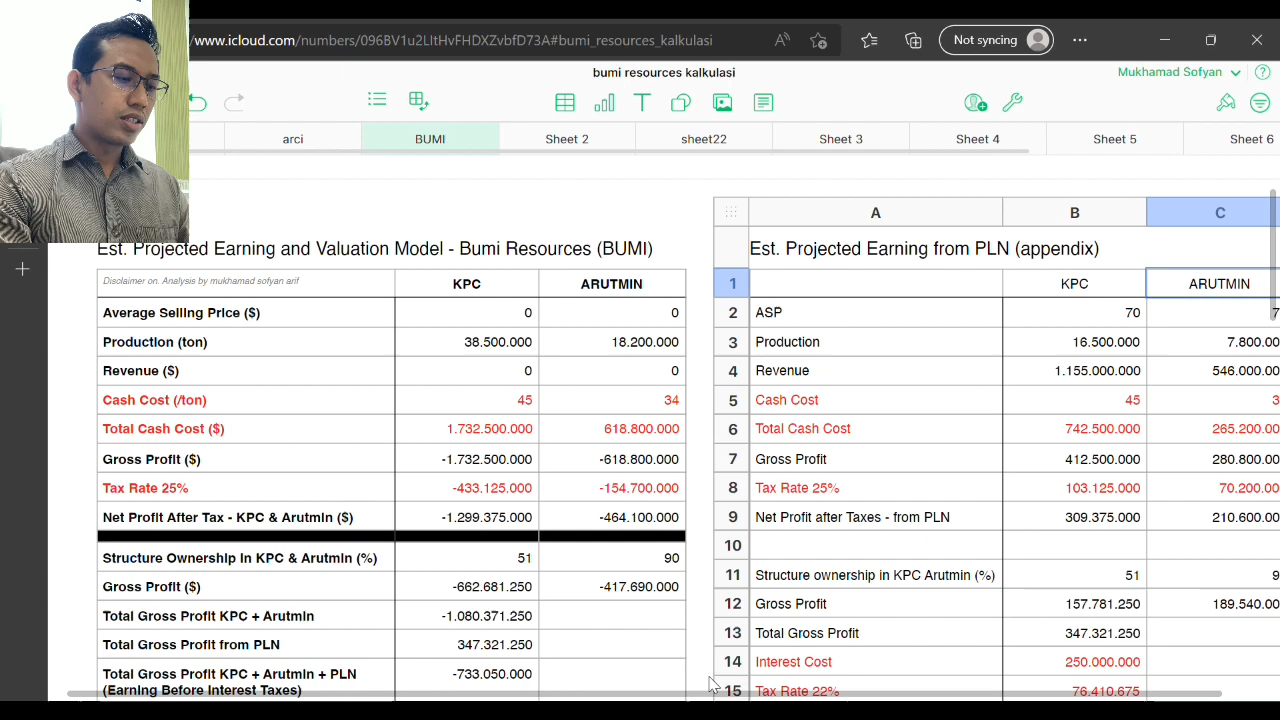 www.icloud.com/numbers/096BV1u2LItHvFHDXZvbfD73A#bumi_resources_kalkulasi
Not syncing
bumi resources kalkulasi
Mukhamad Sofyan
arci BUMI Sheet 2 sheet22 Sheet 3 Sheet 4 Sheet 5 Sheet 6
Est. Projected Earning and Valuation Model - Bumi Resources (BUMI)
Disclaimer on. Analysis by mukhamad sofyan arif KPC ARUTMIN
Average Selling Price ($) 0 0
Production (ton) 38.500.000 18.200.000
Revenue ($) 0 0
Cash Cost (/ton) 45 34
Total Cash Cost ($) 1.732.500.000 618.800.000
Gross Profit ($) -1.732.500.000 -618.800.000
Tax Rate 25% -433.125.000 -154.700.000
Net Profit After Tax - KPC & Arutmin ($) -1.299.375.000 -464.100.000
Structure Ownership in KPC & Arutmin (%) 51 90
Gross Profit ($) -662.681.250 -417.690.000
Total Gross Profit KPC + Arutmin -1.080.371.250
Total Gross Profit from PLN 347.321.250
Total Gross Profit KPC + Arutmin + PLN -733.050.000
(Earning Before Interest Taxes)
A B C
Est. Projected Earning from PLN (appendix)
1 KPC ARUTMIN
2 ASP 70 7
3 Production 16.500.000 7.800.00
4 Revenue 1.155.000.000 546.000.00
5 Cash Cost 45 3
6 Total Cash Cost 742.500.000 265.200.00
7 Gross Profit 412.500.000 280.800.00
8 Tax Rate 25% 103.125.000 70.200.00
9 Net Profit after Taxes - from PLN 309.375.000 210.600.00
10
11 Structure ownership in KPC Arutmin (%) 51 9
12 Gross Profit 157.781.250 189.540.00
13 Total Gross Profit 347.321.250
14 Interest Cost 250.000.000
15 Tax Rate 22% 76.410.675